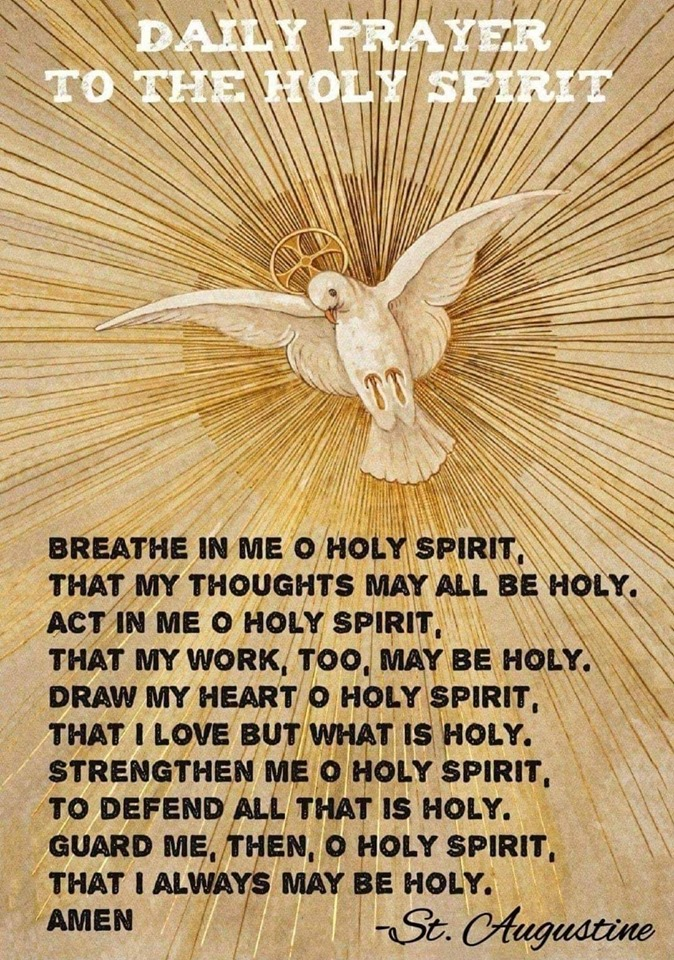 DAILY PRAYER
TO THE HOLY SPIRIT
BREATHE IN ME O HOLY SPIRIT,
THAT MY THOUGHTS MAY ALL BE HOLY.
ACT IN ME O HOLY SPIRIT,
THAT MY WORK, TOO, MAY BE HOLY.
DRAW MY HEART O HOLY SPIRIT,
THAT I LOVE BUT WHAT IS HOLY.
STRENGTHEN ME O HOLY SPIRIT,
TO DEFEND ALL THAT IS HOLY.
GUARD ME, THEN, O HOLY SPIRIT,
THAT I ALWAYS MAY BE HOLY.
AMEN
-St. Augustine